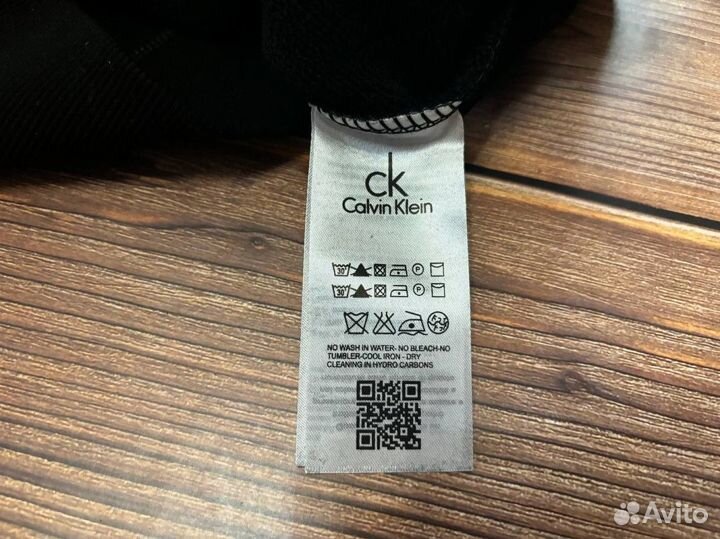 ck
Calvin Klein
30° P
30° P
NO WASH IN WATER- NO BLEACH-NO
TUMBLER-COOL IRON - DRY
CLEANING IN HYDRO CARBONS
Avito